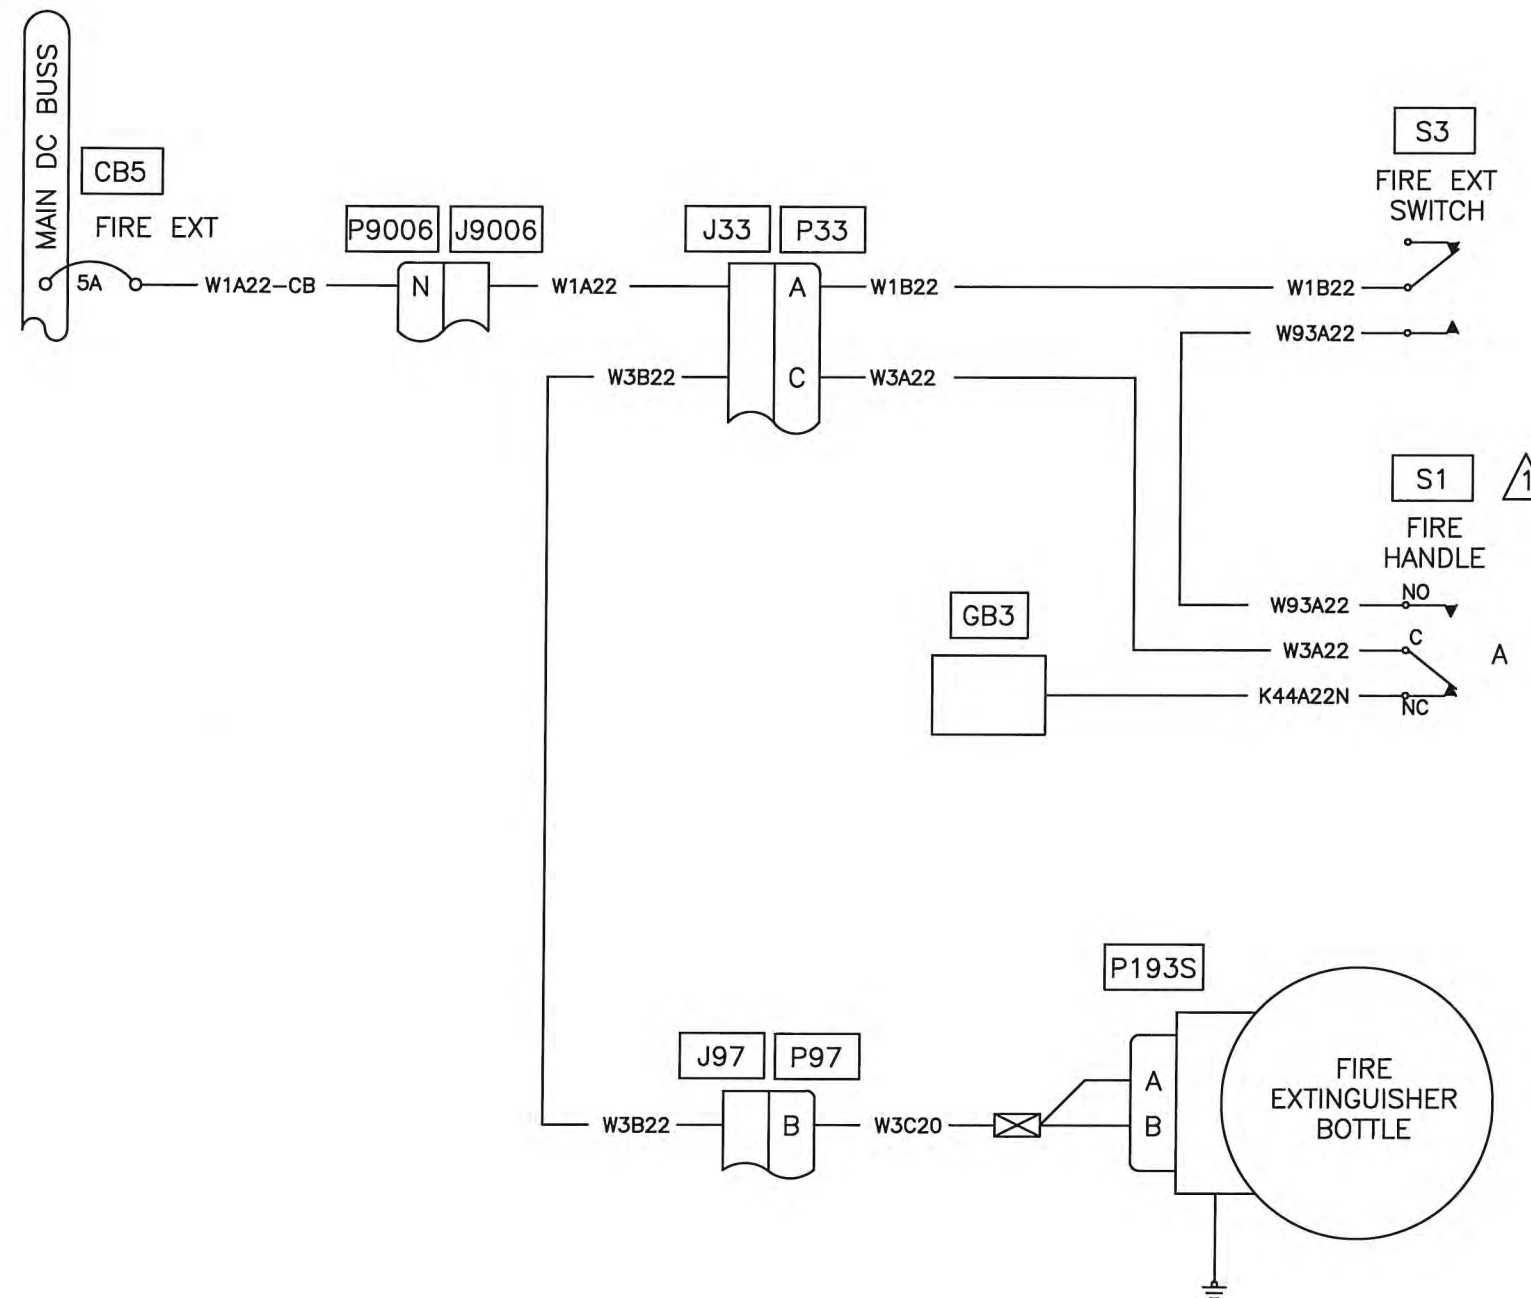 MAIN DC BUSS
CB5
FIRE EXT
5A
W1A22-CB
P9006
J9006
N
W1A22
J33
P33
A
W1B22
W1B22
S3
FIRE EXT
SWITCH
W93A22
W3B22
C
W3A22
S1
1
FIRE
HANDLE
GB3
W93A22
NO
W3A22
C
A
K44A22N
NC
P193S
J97
P97
W3B22
B
W3C20
A
B
FIRE
EXTINGUISHER
BOTTLE